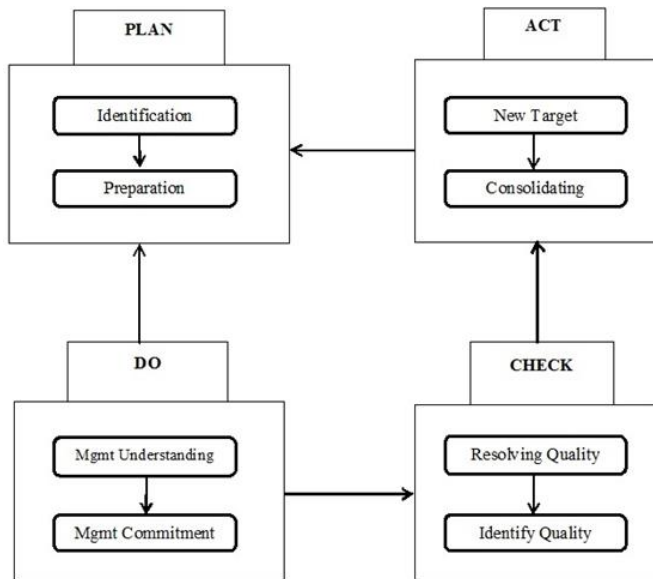 PLAN
Identification
Preparation
ACT
New Target
Consolidating
DO
Mgmt Understanding
Mgmt Commitment
CHECK
Resolving Quality
Identify Quality